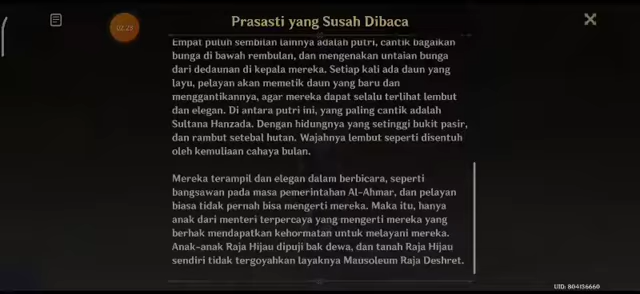 02:22
Prasasti yang Susah Dibaca
Empat puluh sembilan lainnya adalah putri, cantik bagaikan
bunga di bawah rembulan, dan mengenakan untaian bunga
dari dedaunan di kepala mereka. Setiap kali ada daun yang
layu, pelayan akan memetik daun yang baru dan
menggantikannya, agar mereka dapat selalu terlihat lembut
dan elegan. Di antara putri ini, yang paling cantik adalah
Sultana Hanzada. Dengan hidungnya yang setinggi bukit pasir,
dan rambut setebal hutan. Wajahnya lembut seperti disentuh
oleh kemuliaan cahaya bulan.
Mereka terampil dan elegan dalam berbicara, seperti
bangsawan pada masa pemerintahan Al-Ahmar, dan pelayan
biasa tidak pernah bisa mengerti mereka. Maka itu, hanya
anak dari menteri terpercaya yang mengerti mereka yang
berhak mendapatkan kehormatan untuk melayani mereka.
Anak-anak Raja Hijau dipuji bak dewa, dan tanah Raja Hijau
sendiri tidak tergoyahkan layaknya Mausoleum Raja Deshret.
UID: 804156660